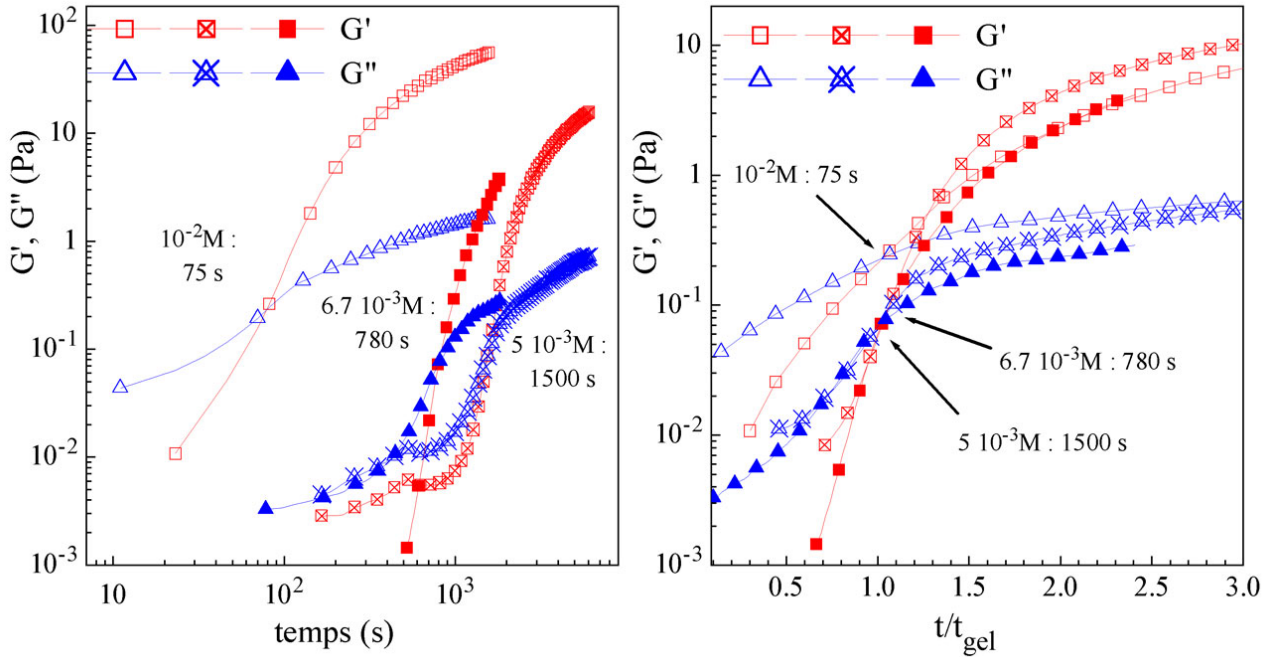 G', G" (Pa)
10²
10
1
10⁻¹
10⁻²
10⁻³
G'
G"
10⁻²M :
75 s
6.7 10⁻³M :
780 s
5 10⁻³M :
1500 s
10 10² 10³
temps (s)
G', G" (Pa)
10
1
10⁻¹
10⁻²
10⁻³
G'
G"
10⁻²M : 75 s
6.7 10⁻³M : 780 s
5 10⁻³M : 1500 s
0.5 1.0 1.5 2.0 2.5 3.0
t/t_gel